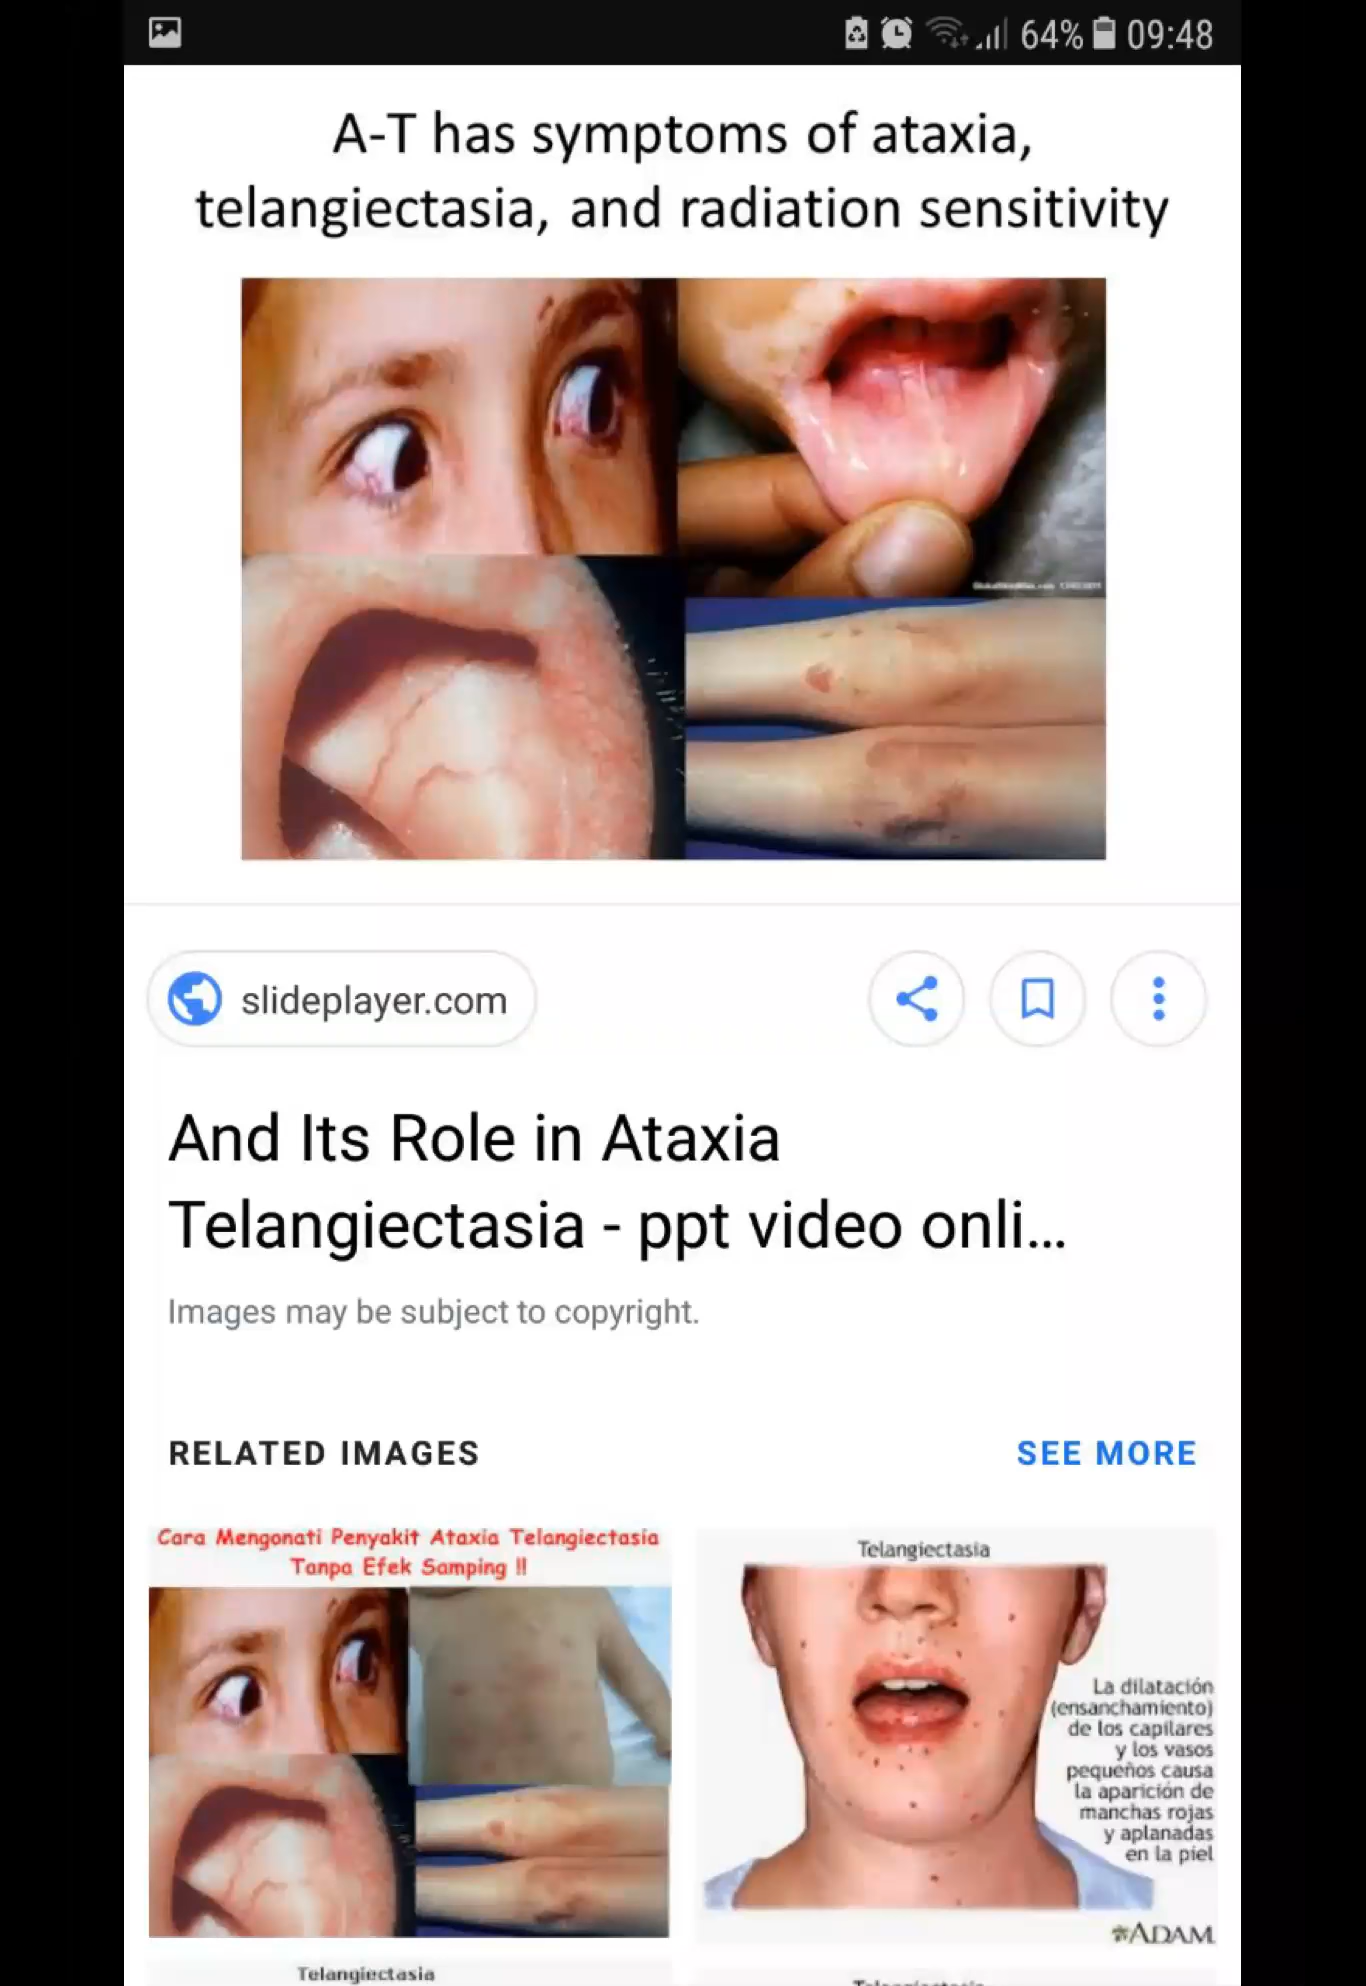 64% 09:48
A-T has symptoms of ataxia,
telangiectasia, and radiation sensitivity
slideplayer.com
And Its Role in Ataxia
Telangiectasia - ppt video onli...
Images may be subject to copyright.
RELATED IMAGES
SEE MORE
Cara Mengonati Penyakit Ataxia Telangiectasia
Tanpa Efek Samping !!
Telangiectasia
La dilatación
(ensanchamiento)
de los capilares
y los vasos
pequeños causa
la aparición de
manchas rojas
y aplanadas
en la piel
ADAM
Telangiectasia